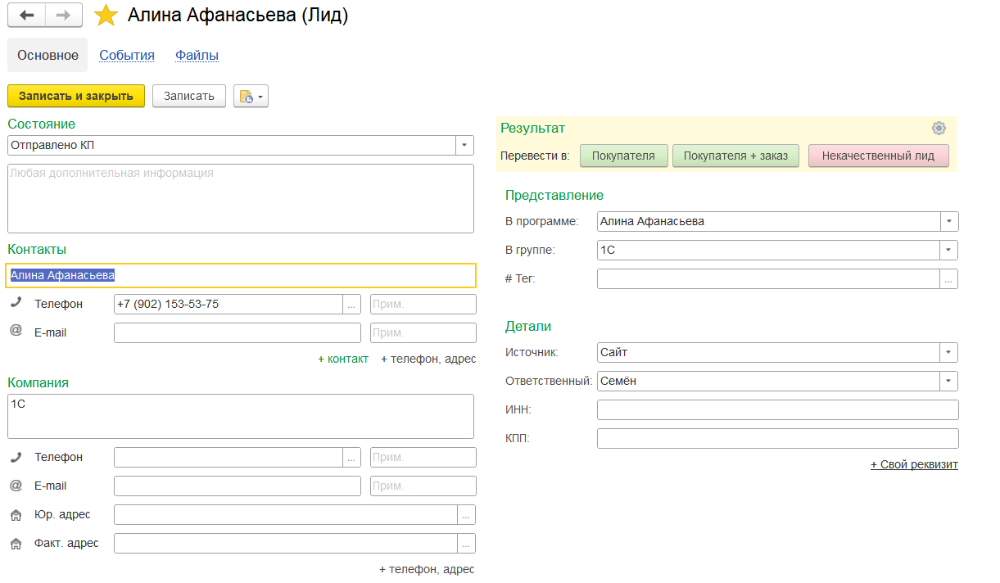 Алина Афанасьева (Лид)
Основное События Файлы
Записать и закрыть Записать
Состояние
Отправлено КП
Любая дополнительная информация
Контакты
Алина Афанасьева
Телефон +7 (902) 153-53-75 ... Прим.
@ E-mail Прим.
+ контакт + телефон, адрес
Компания
1С
Телефон ... Прим.
@ E-mail Прим.
Юр. адрес ...
Факт. адрес ...
+ телефон, адрес
Результат
Перевести в: Покупателя Покупателя + заказ Некачественный лид
Представление
В программе: Алина Афанасьева
В группе: 1С
# Тег: ...
Детали
Источник: Сайт
Ответственный: Семён
ИНН:
КПП:
+ Свой реквизит